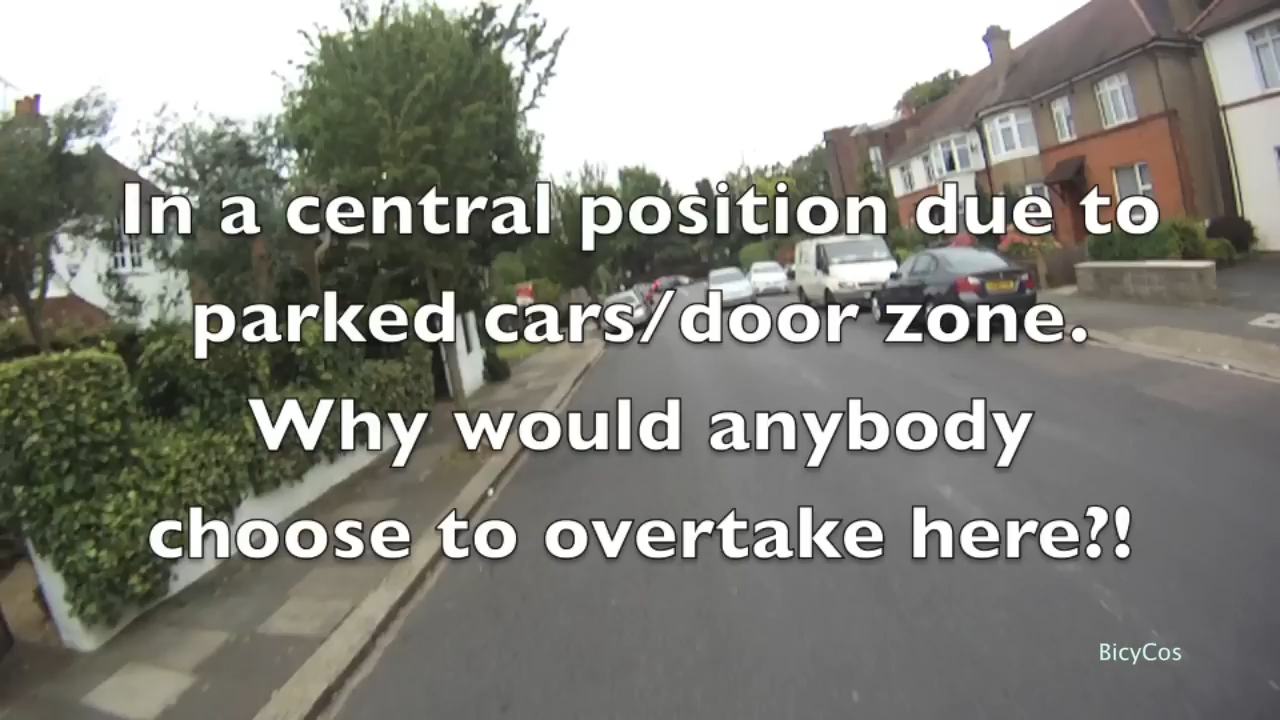 In a central position due to
parked cars/door zone.
Why would anybody
choose to overtake here?!
BicyCos